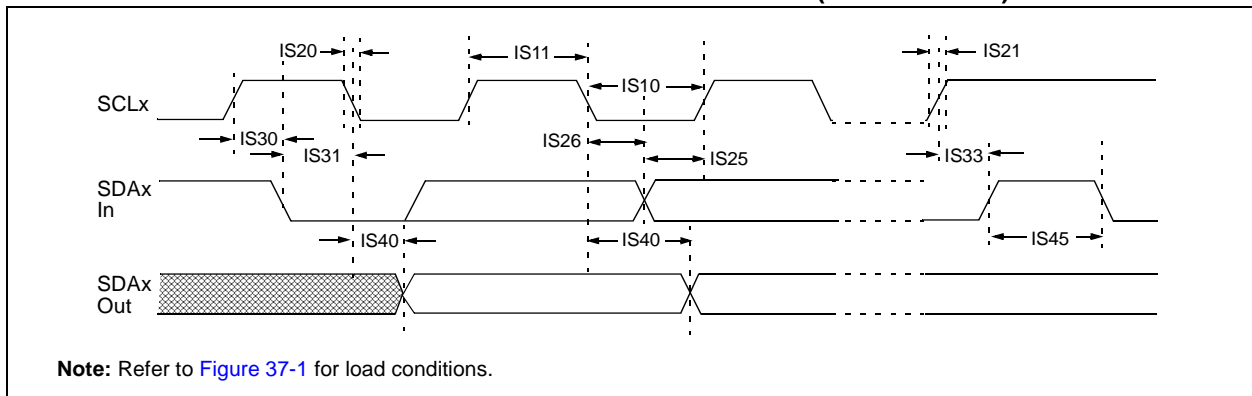 IS20
IS11
IS21
IS10
SCLx
IS30
IS26
IS31
IS25
IS33
SDAx
In
IS40
IS40
IS45
SDAx
Out
Note: Refer to Figure 37-1 for load conditions.